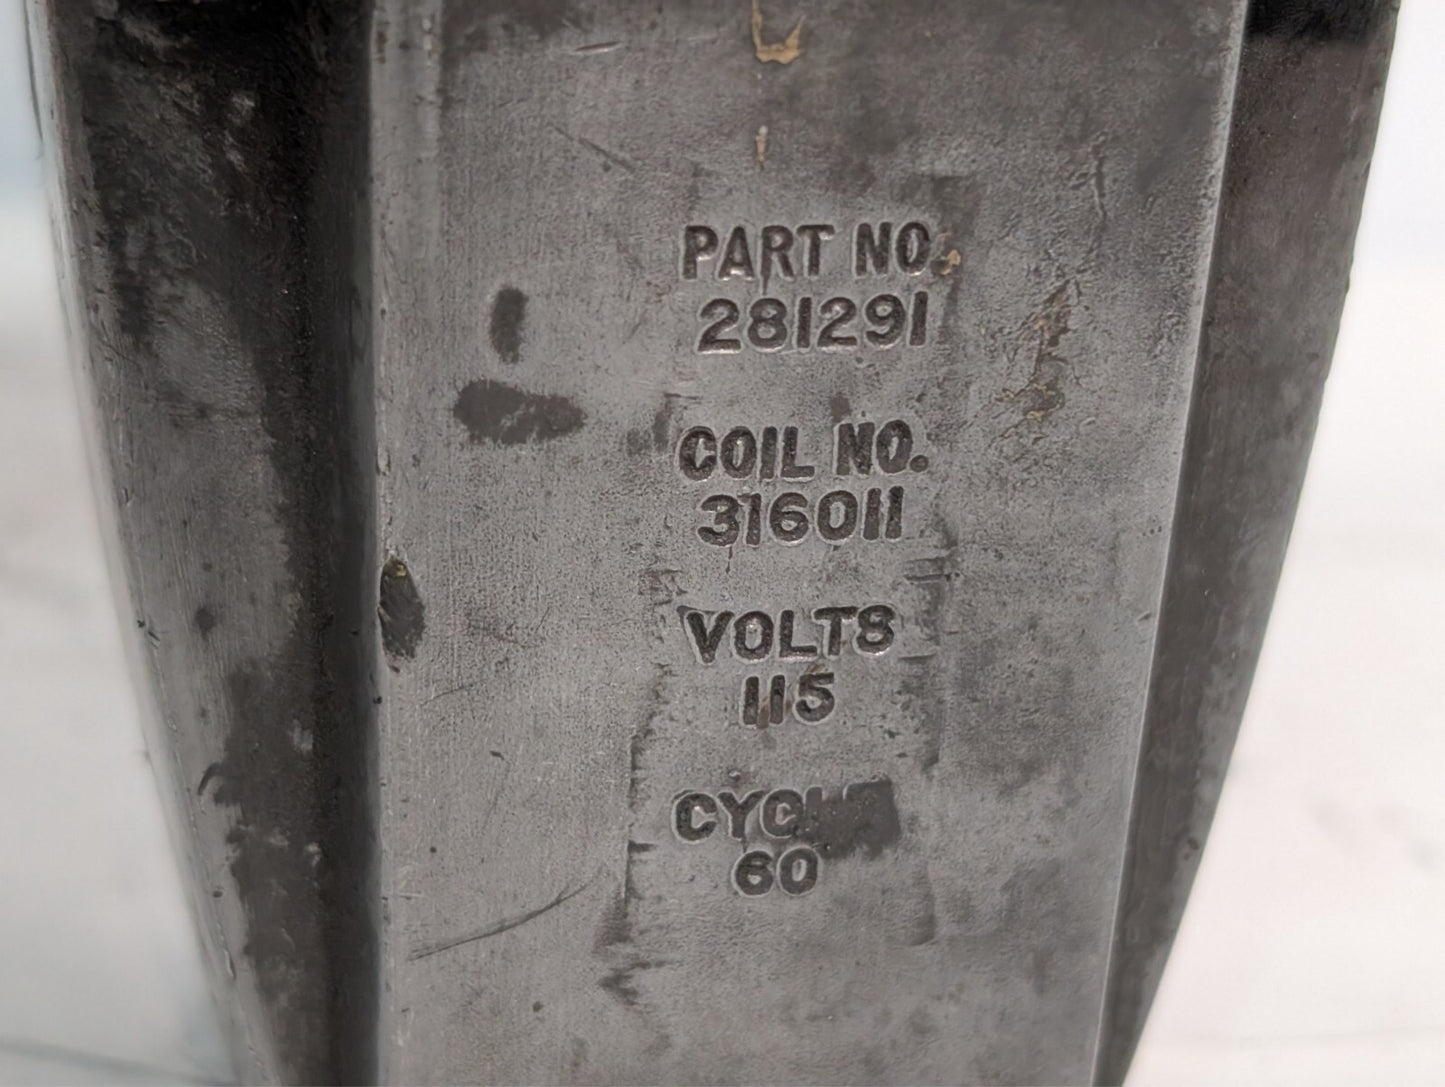 PART NO.
281291
COIL NO.
316011
VOLTS
115
60